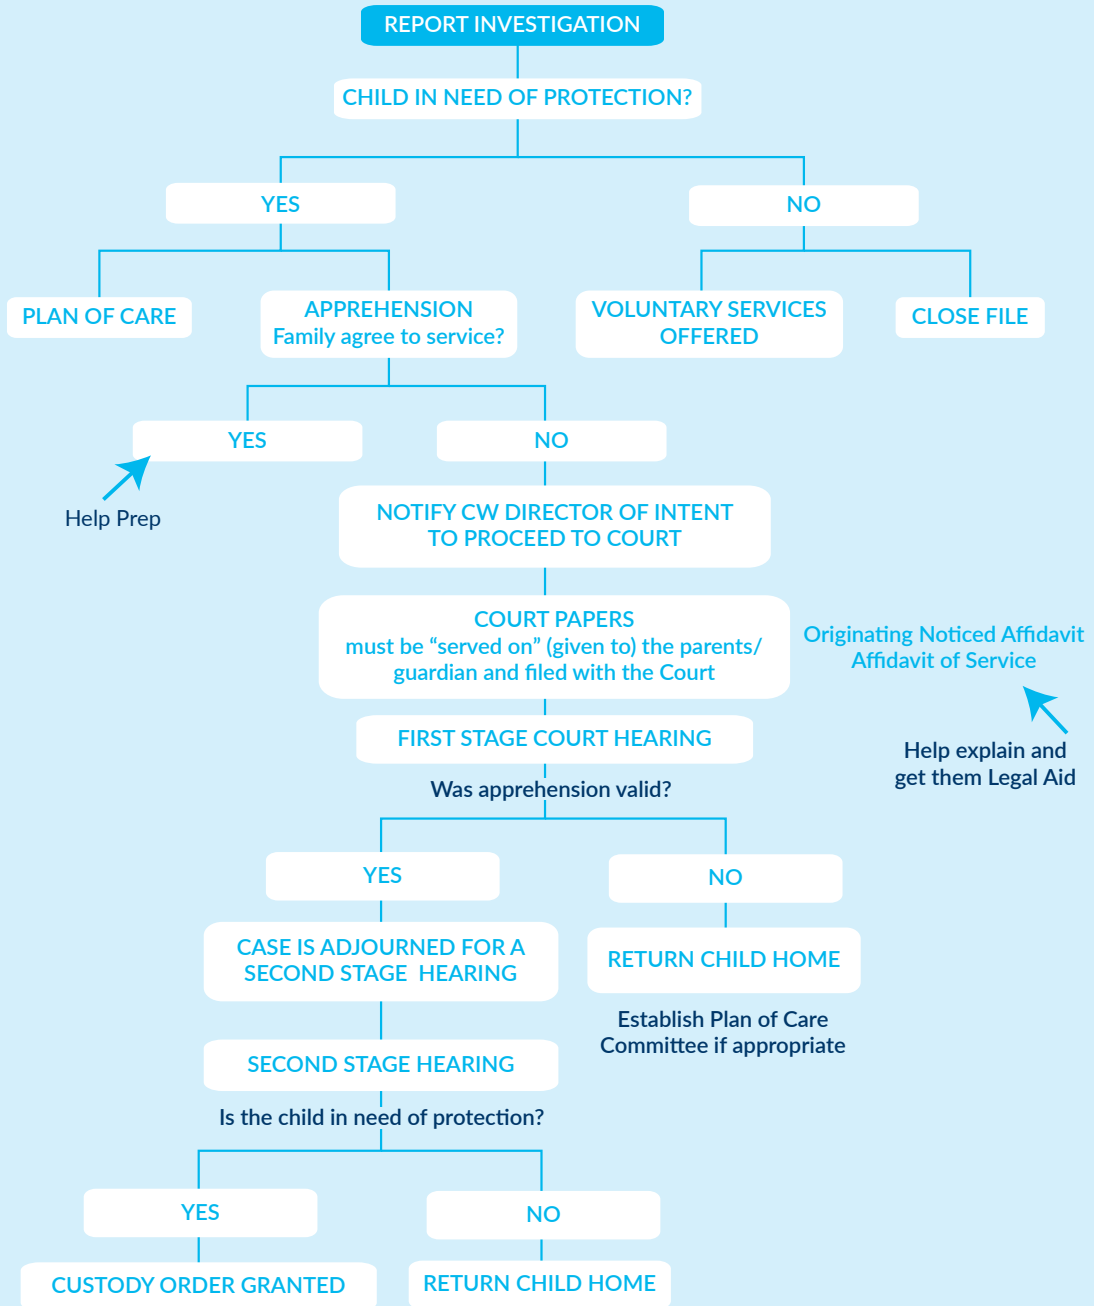 REPORT INVESTIGATION
CHILD IN NEED OF PROTECTION?
YES
NO
PLAN OF CARE
APPREHENSION
Family agree to service?
VOLUNTARY SERVICES
OFFERED
CLOSE FILE
YES
NO
Help Prep
NOTIFY CW DIRECTOR OF INTENT
TO PROCEED TO COURT
COURT PAPERS
must be “served on” (given to) the parents/
guardian and filed with the Court
Originating Noticed Affidavit
Affidavit of Service
Help explain and
get them Legal Aid
FIRST STAGE COURT HEARING
Was apprehension valid?
YES
NO
CASE IS ADJOURNED FOR A
SECOND STAGE HEARING
RETURN CHILD HOME
Establish Plan of Care
Committee if appropriate
SECOND STAGE HEARING
Is the child in need of protection?
YES
NO
CUSTODY ORDER GRANTED
RETURN CHILD HOME